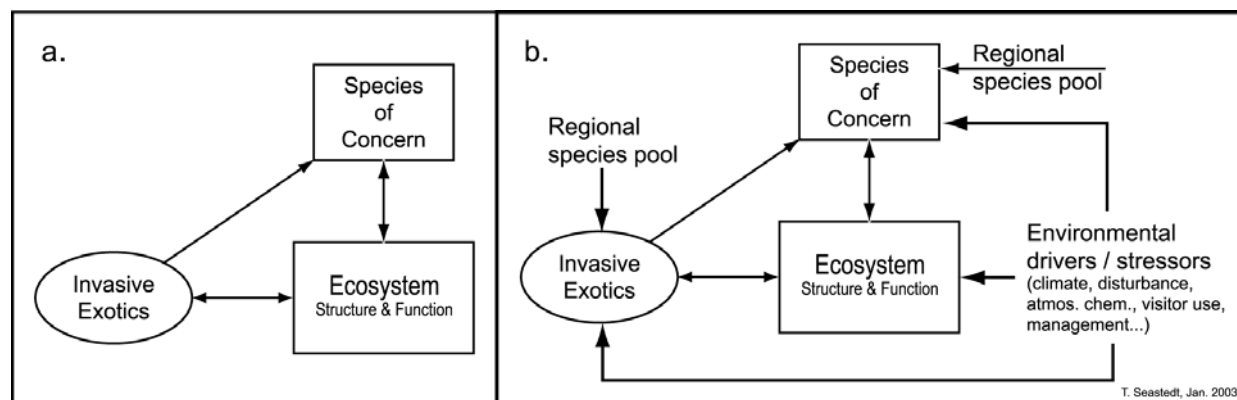 a.
Species
of
Concern
Invasive
Exotics
Ecosystem
Structure & Function
b.
Species
of
Concern
Regional
species pool
Regional
species pool
Invasive
Exotics
Ecosystem
Structure & Function
Environmental
drivers / stressors
(climate, disturbance,
atmos. chem., visitor use,
management...)
T. Seastedt, Jan. 2003